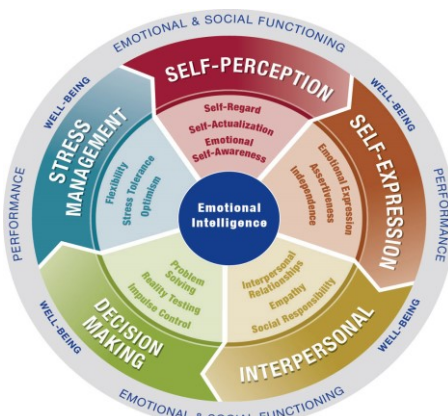 EMOTIONAL & SOCIAL FUNCTIONING
WELL-BEING
WELL-BEING
SELF-PERCEPTION
Self-Regard
Self-Actualization
Emotional
Self-Awareness
SELF-EXPRESSION
Emotional Expression
Assertiveness
Independence
PERFORMANCE
INTERPERSONAL
Interpersonal
Relationships
Empathy
Social Responsibility
WELL-BEING
DECISION
MAKING
Problem
Solving
Reality Testing
Impulse Control
WELL-BEING
STRESS
MANAGEMENT
Flexibility
Stress Tolerance
Optimism
PERFORMANCE
Emotional
Intelligence
EMOTIONAL & SOCIAL FUNCTIONING